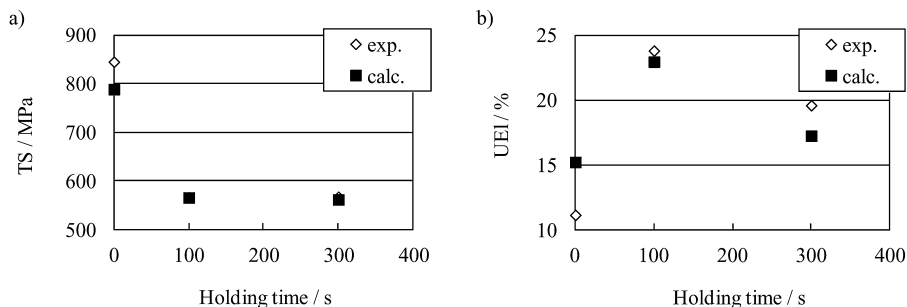 a)
900
800
700
600
500
TS / MPa
exp.
calc.
0 100 200 300 400
Holding time / s
b)
25
20
15
10
UEl / %
exp.
calc.
0 100 200 300 400
Holding time / s